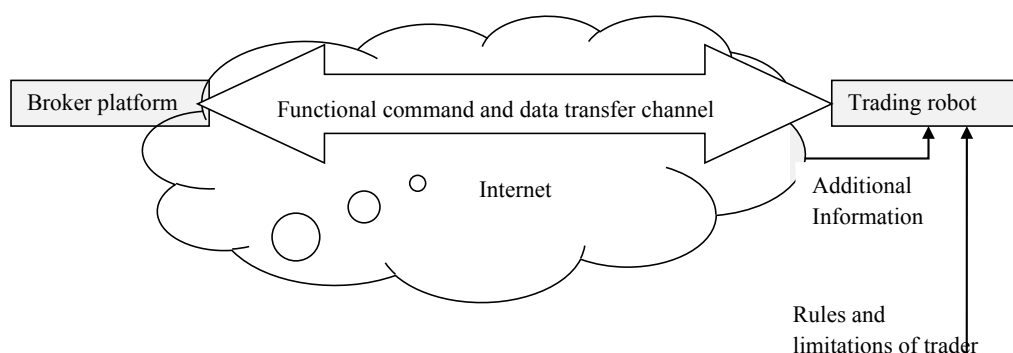 Broker platform
Functional command and data transfer channel
Trading robot
Internet
Additional
Information
Rules and
limitations of trader